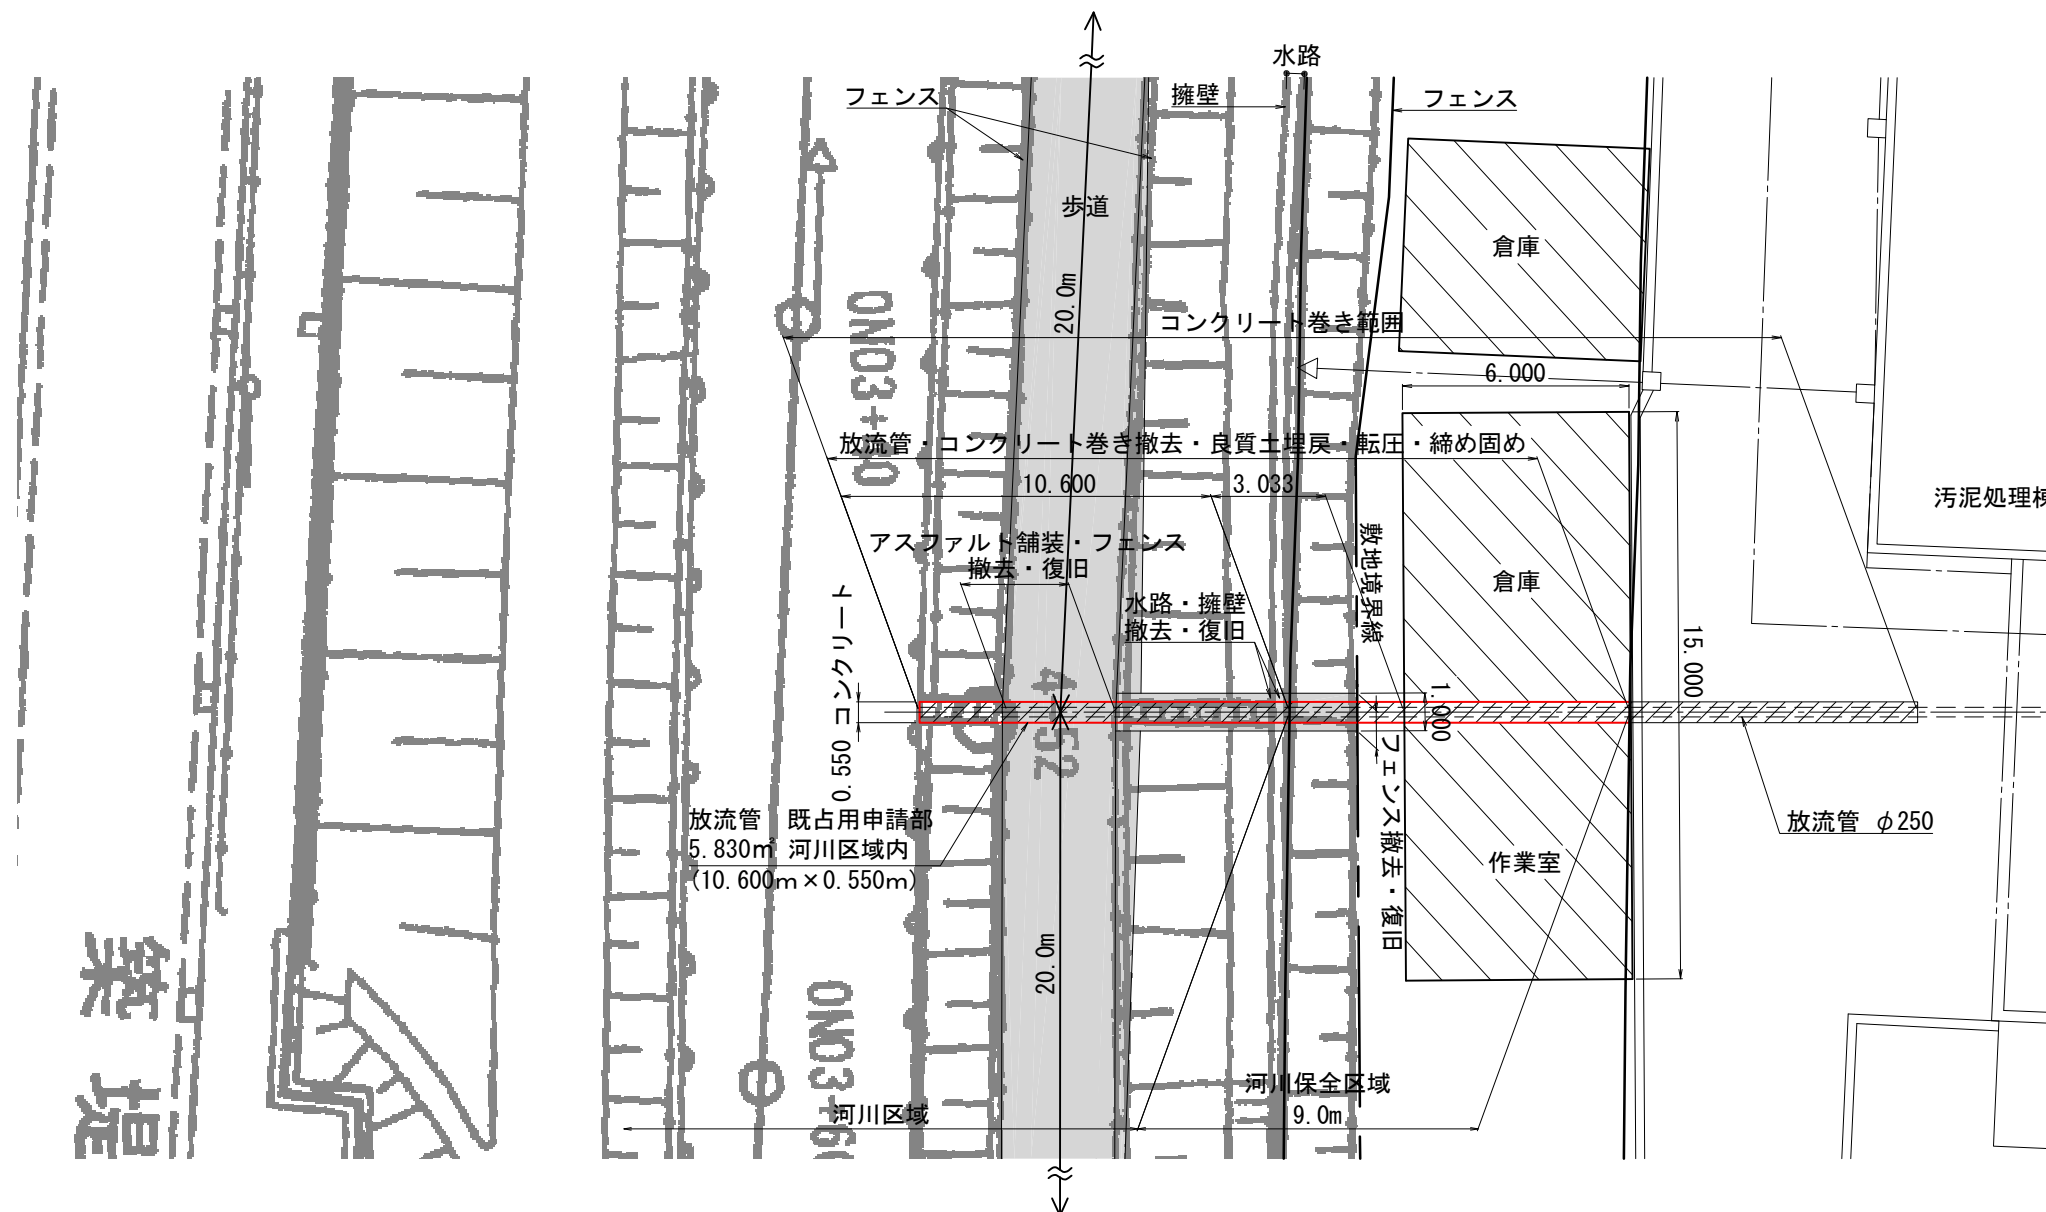 水路
フェンス
擁壁
フェンス
歩道
倉庫
20.0m
コンクリート巻き範囲
6.000
放流管・コンクリート巻き撤去・良質土埋戻・転圧・締め固め
10.600
3.033
汚泥処理棟
アスファルト舗装・フェンス
撤去・復旧
敷地境界線
倉庫
水路・擁壁
撤去・復旧
15.000
0.550 コンクリート
1.000
放流管 既占用申請部
5.830㎡ 河川区域内
(10.600m×0.550m)
フェンス撤去・復旧
放流管 φ250
作業室
20.0m
河川保全区域
河川区域
9.0m
築堤